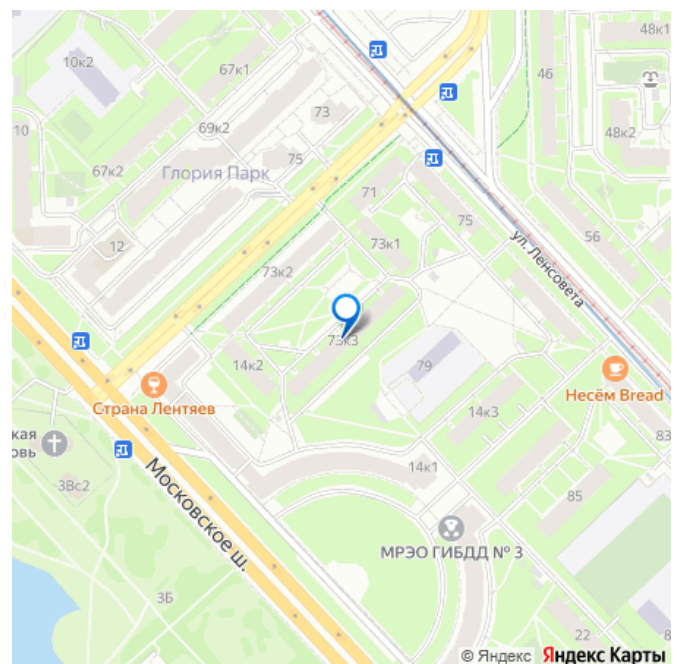 48к1
10к2
67к1
46
73
69к2
48к2
10
75
67к2
Глория Парк
71
75
73к1
56
12
ул. Ленсовета
73к2
73к3
14к2
79
Несём Bread
Страна Лентяев
14к3
ская
овь
83
14к1
3Вс2
85
Московское ш.
МРЭО ГИБДД № 3
3Б
22
8
© Яндекс Яндекс Карты